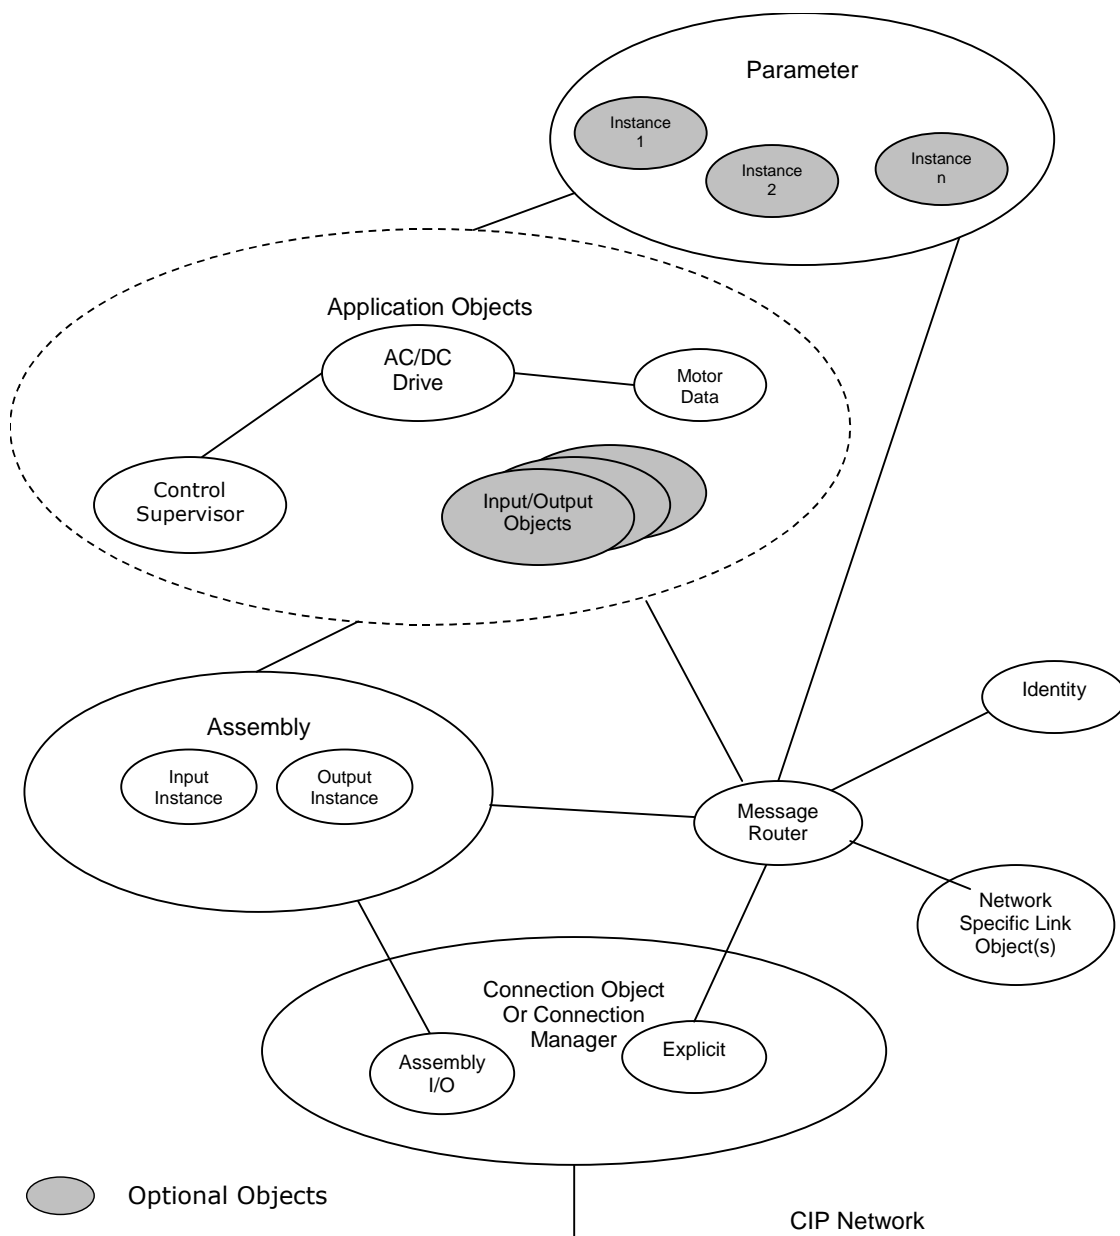 Parameter
Instance
1
Instance
2
Instance
n
Application Objects
AC/DC
Drive
Motor
Data
Control
Supervisor
Input/Output
Objects
Identity
Assembly
Input
Instance
Output
Instance
Message
Router
Network
Specific Link
Object(s)
Connection Object
Or Connection
Manager
Assembly
I/O
Explicit
Optional Objects
CIP Network